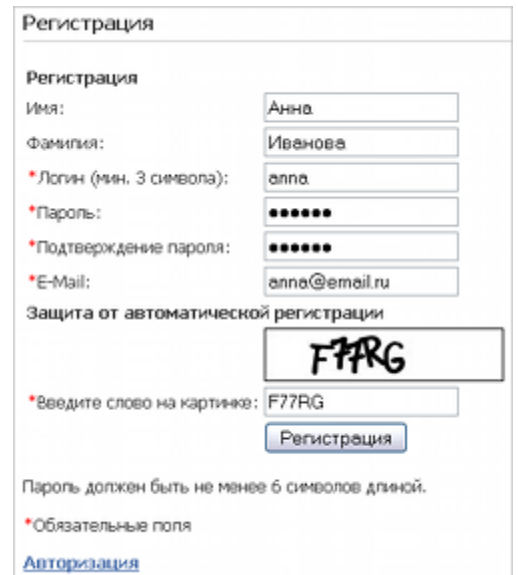 Регистрация
Регистрация
Имя: Анна
Фамилия: Иванова
*Логин (мин. 3 символа): anna
*Пароль: ●●●●●●
*Подтверждение пароля: ●●●●●●
*E-Mail: anna@email.ru
Защита от автоматической регистрации
F77RG
*Введите слово на картинке: F77RG
Регистрация
Пароль должен быть не менее 6 символов длиной.
*Обязательные поля
Авторизация